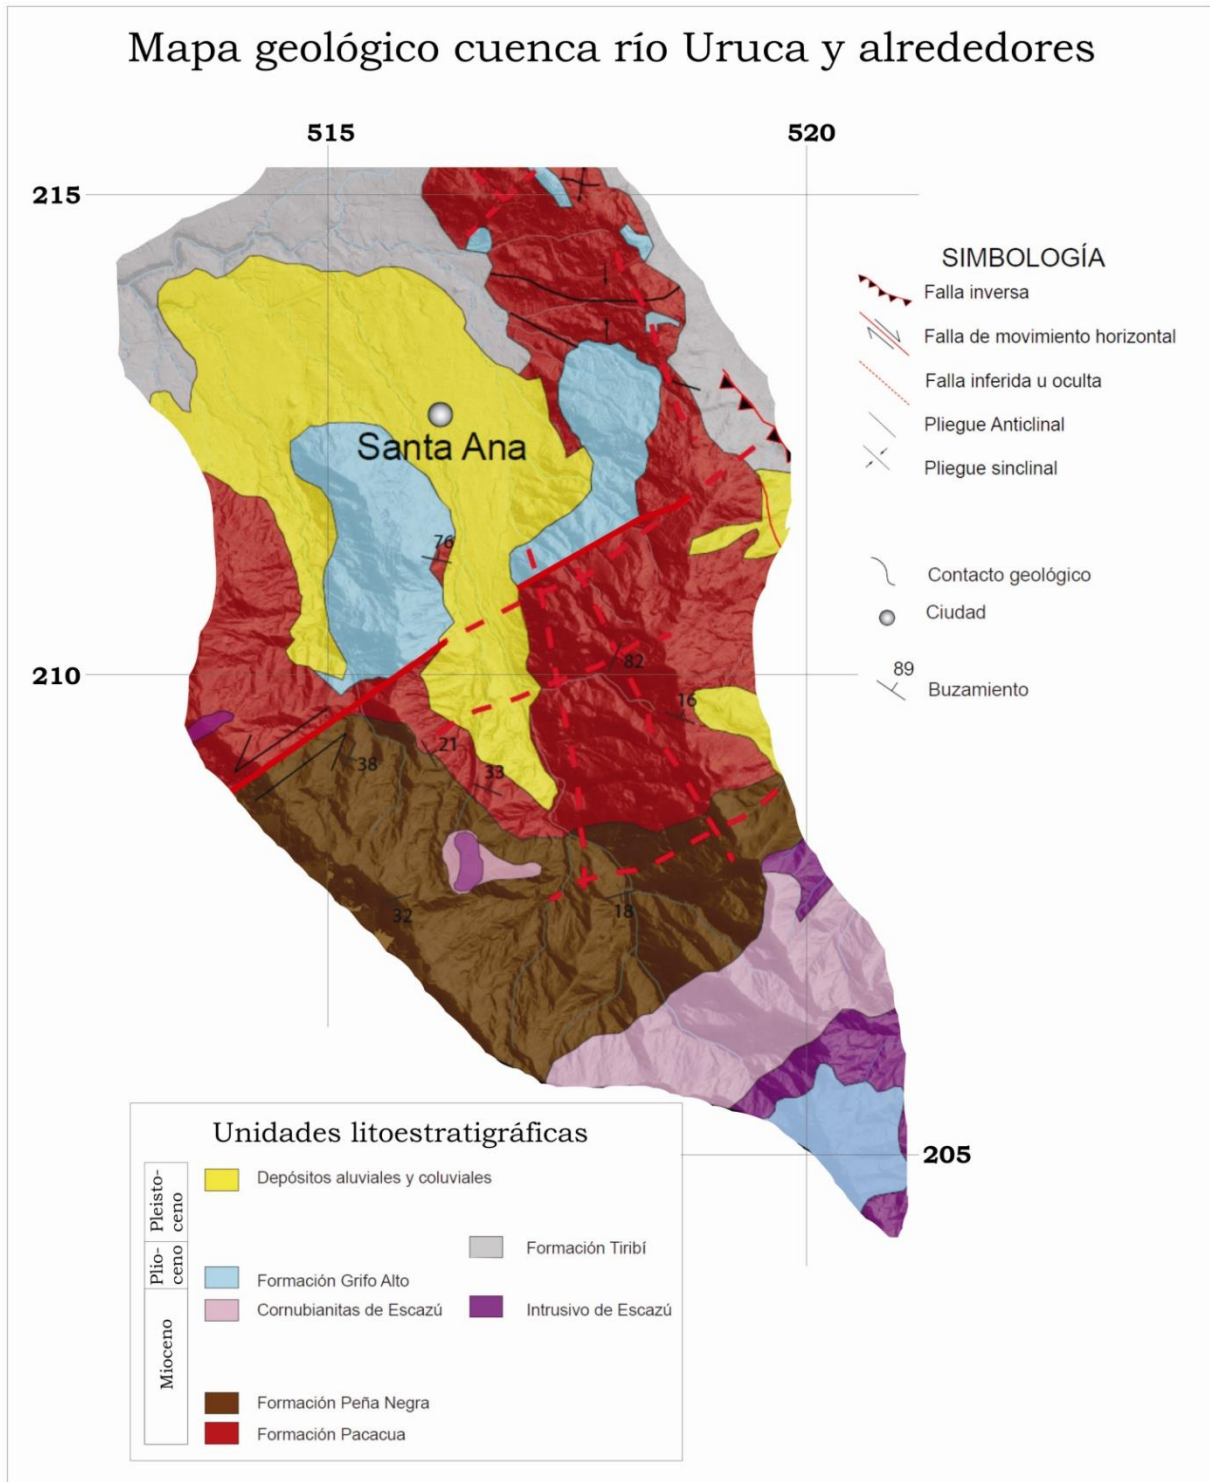 Mapa geológico cuenca río Uruca y alrededores
515
520
215
SIMBOLOGÍA
Falla inversa
Falla de movimiento horizontal
Falla inferida u oculta
Pliegue Anticlinal
Santa Ana
Pliegue sinclinal
76
Contacto geológico
Ciudad
210
82
89
Buzamiento
16
21
38
33
32
18
205
Unidades litoestratigráficas
Pleisto-
ceno
Depósitos aluviales y coluviales
Plio-
ceno
Formación Tiribí
Formación Grifo Alto
Mioceno
Cornubianitas de Escazú
Intrusivo de Escazú
Formación Peña Negra
Formación Pacacua